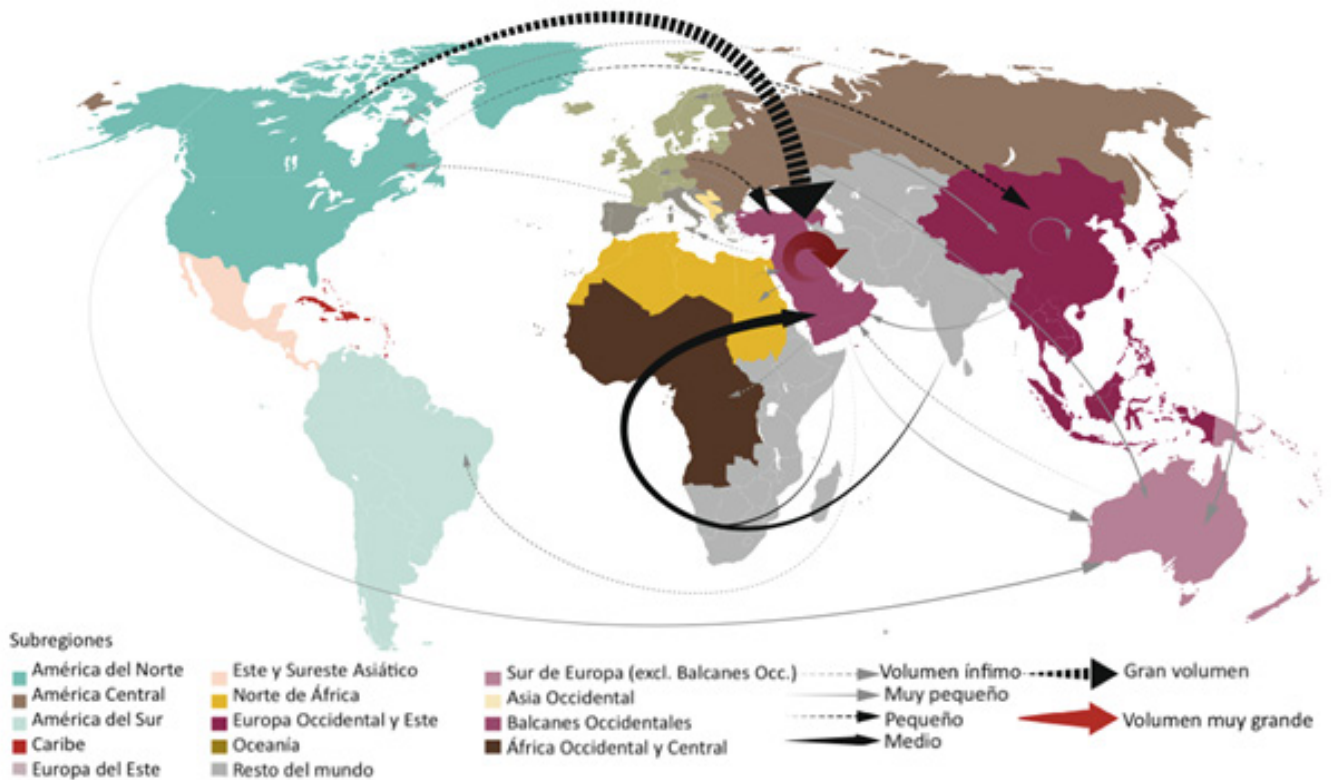 Subregiones
América del Norte
América Central
América del Sur
Caribe
Europa del Este
Este y Sureste Asiático
Norte de África
Europa Occidental y Este
Oceanía
Resto del mundo
Sur de Europa (excl. Balcanes Occ.)
Asia Occidental
Balcanes Occidentales
África Occidental y Central
Volumen ínfimo
Muy pequeño
Pequeño
Medio
Gran volumen
Volumen muy grande